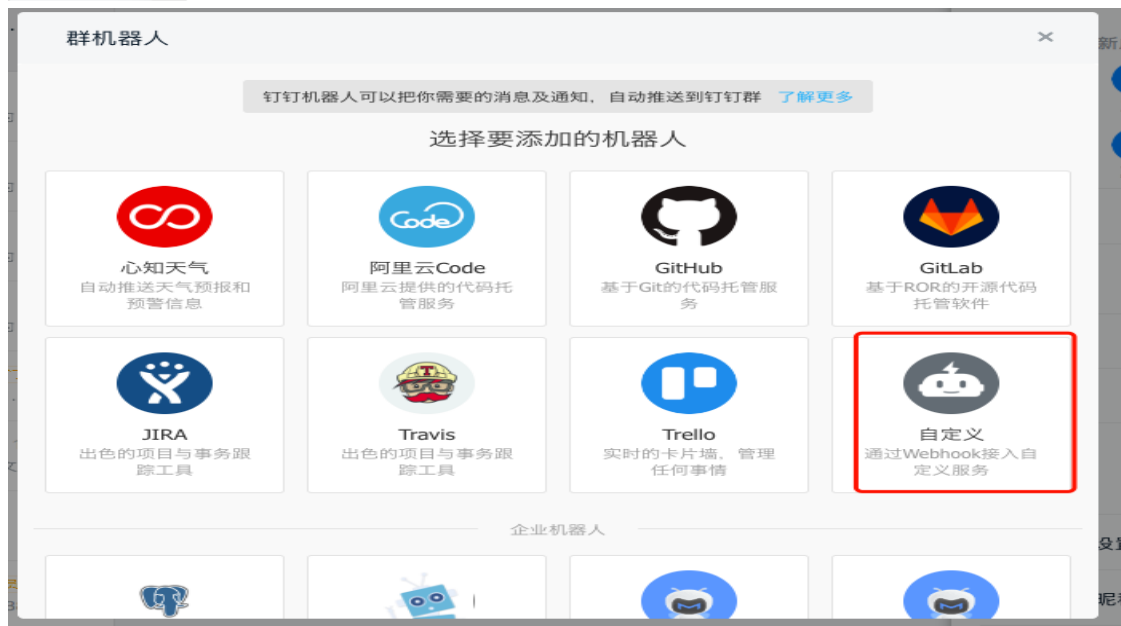 群机器人
×
钉钉机器人可以把你需要的消息及通知，自动推送到钉钉群 了解更多
选择要添加的机器人
Code
心知天气
自动推送天气预报和
预警信息
阿里云Code
阿里云提供的代码托
管服务
GitHub
基于Git的代码托管服
务
GitLab
基于ROR的开源代码
托管软件
T
JIRA
出色的项目与事务跟
踪工具
Travis
出色的项目与事务跟
踪工具
Trello
实时的卡片墙，管理
任何事情
自定义
通过Webhook接入自
定义服务
企业机器人